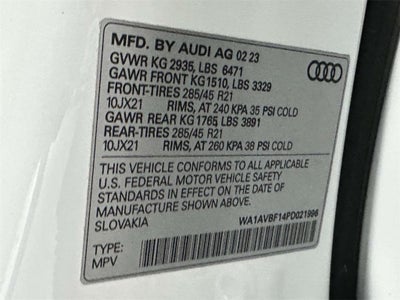 MFD. BY AUDI AG 02 23
GVWR KG 2935, LBS 6471
GAWR FRONT KG1510, LBS 3329
FRONT-TIRES 285/45 R21
10JX21 RIMS, AT 240 KPA 35 PSI COLD
GAWR REAR KG 1765, LBS 3891
REAR-TIRES 285/45 R21
10JX21 RIMS, AT 260 KPA 38 PSI COLD
THIS VEHICLE CONFORMS TO ALL APPLICABLE
U.S. FEDERAL MOTOR VEHICLE SAFETY
STANDARDS IN EFFECT ON THE DATE OF
MANUFACTURE SHOWN ABOVE.
SLOVAKIA
WA1AVBF14PD021996
TYPE:
MPV